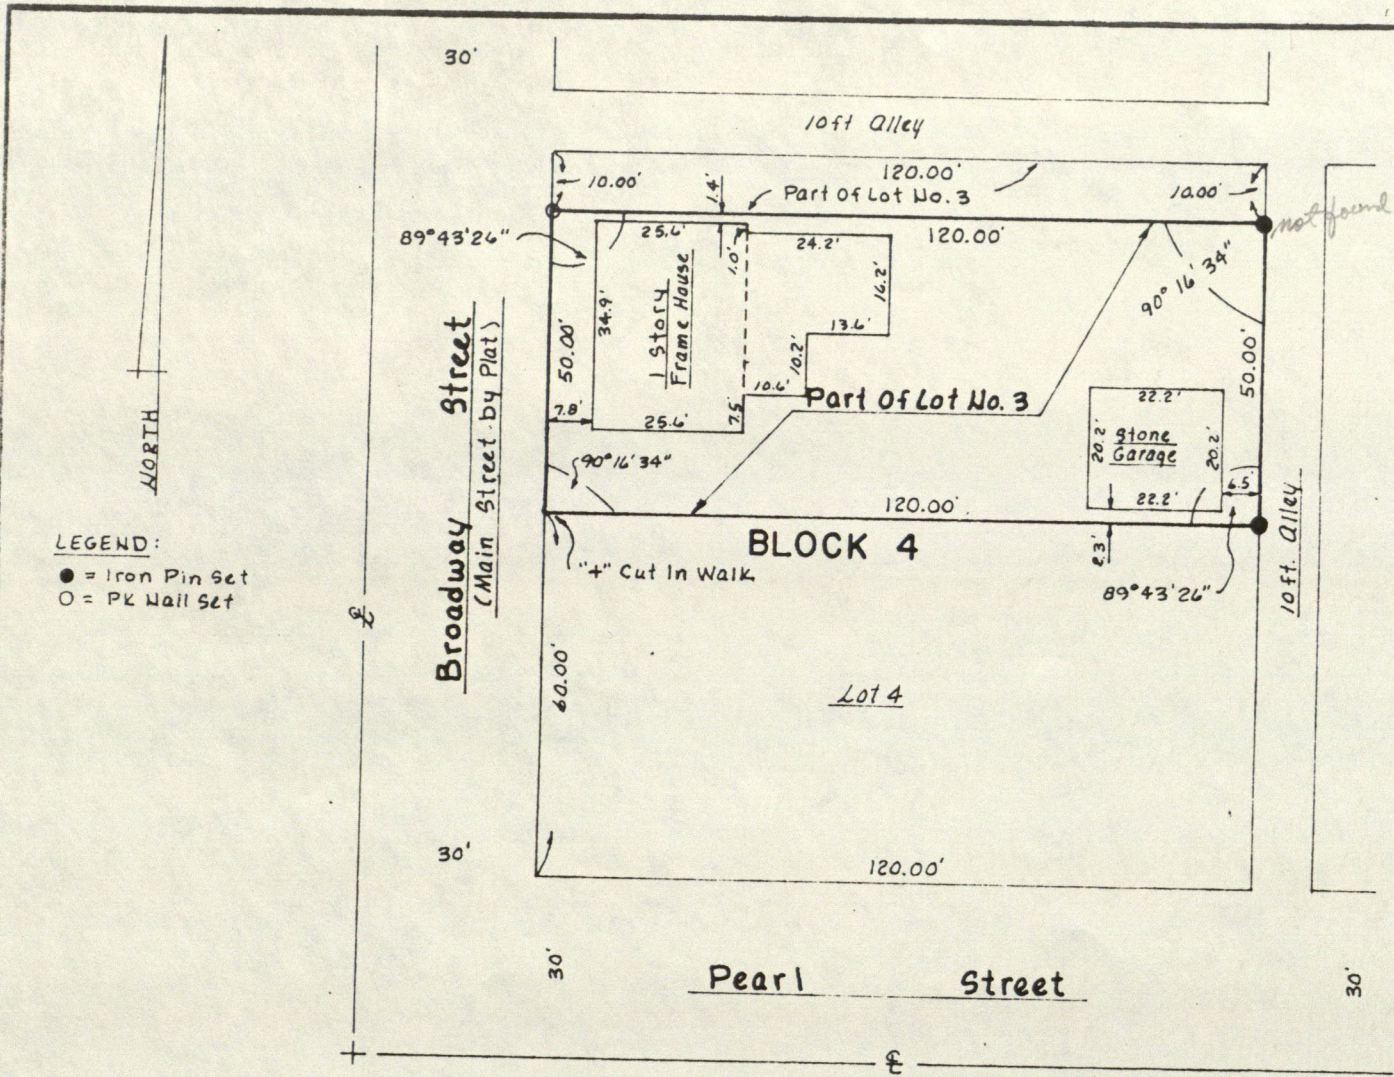 30'
10ft Alley
120.00'
10.00'
1.4'
Part Of Lot No. 3
10.00'
not found
89°43'26"
25.6'
1.0'
24.2'
120.00'
90° 16' 34"
34.9'
1 Story
Frame House
16.2'
13.6'
10.2'
50.00'
50.00'
Broadway Street
(Main Street by Plat)
7.8'
25.6'
7.5'
10.6'
Part Of Lot No. 3
22.2'
20.2'
Stone
Garage
20.2'
22.2'
6.5'
90°16'34"
120.00'
NORTH
BLOCK 4
2.3'
89°43'26"
10 ft. Alley
"+" Cut In Walk
LEGEND:
● = Iron Pin Set
O = PK Nail Set
℄
60.00'
Lot 4
30'
120.00'
30'
Pearl Street
30'
℄